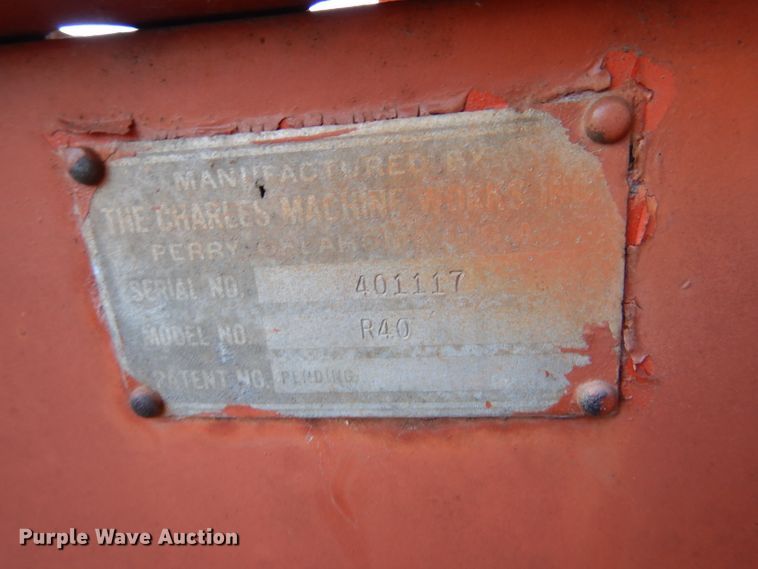 MANUFACTURED BY
THE CHARLES MACHINE WORKS INC
PERRY, OKLAHOMA
SERIAL NO. 401117
MODEL NO. R40
PATENT NO. PENDING
Purple Wave Auction